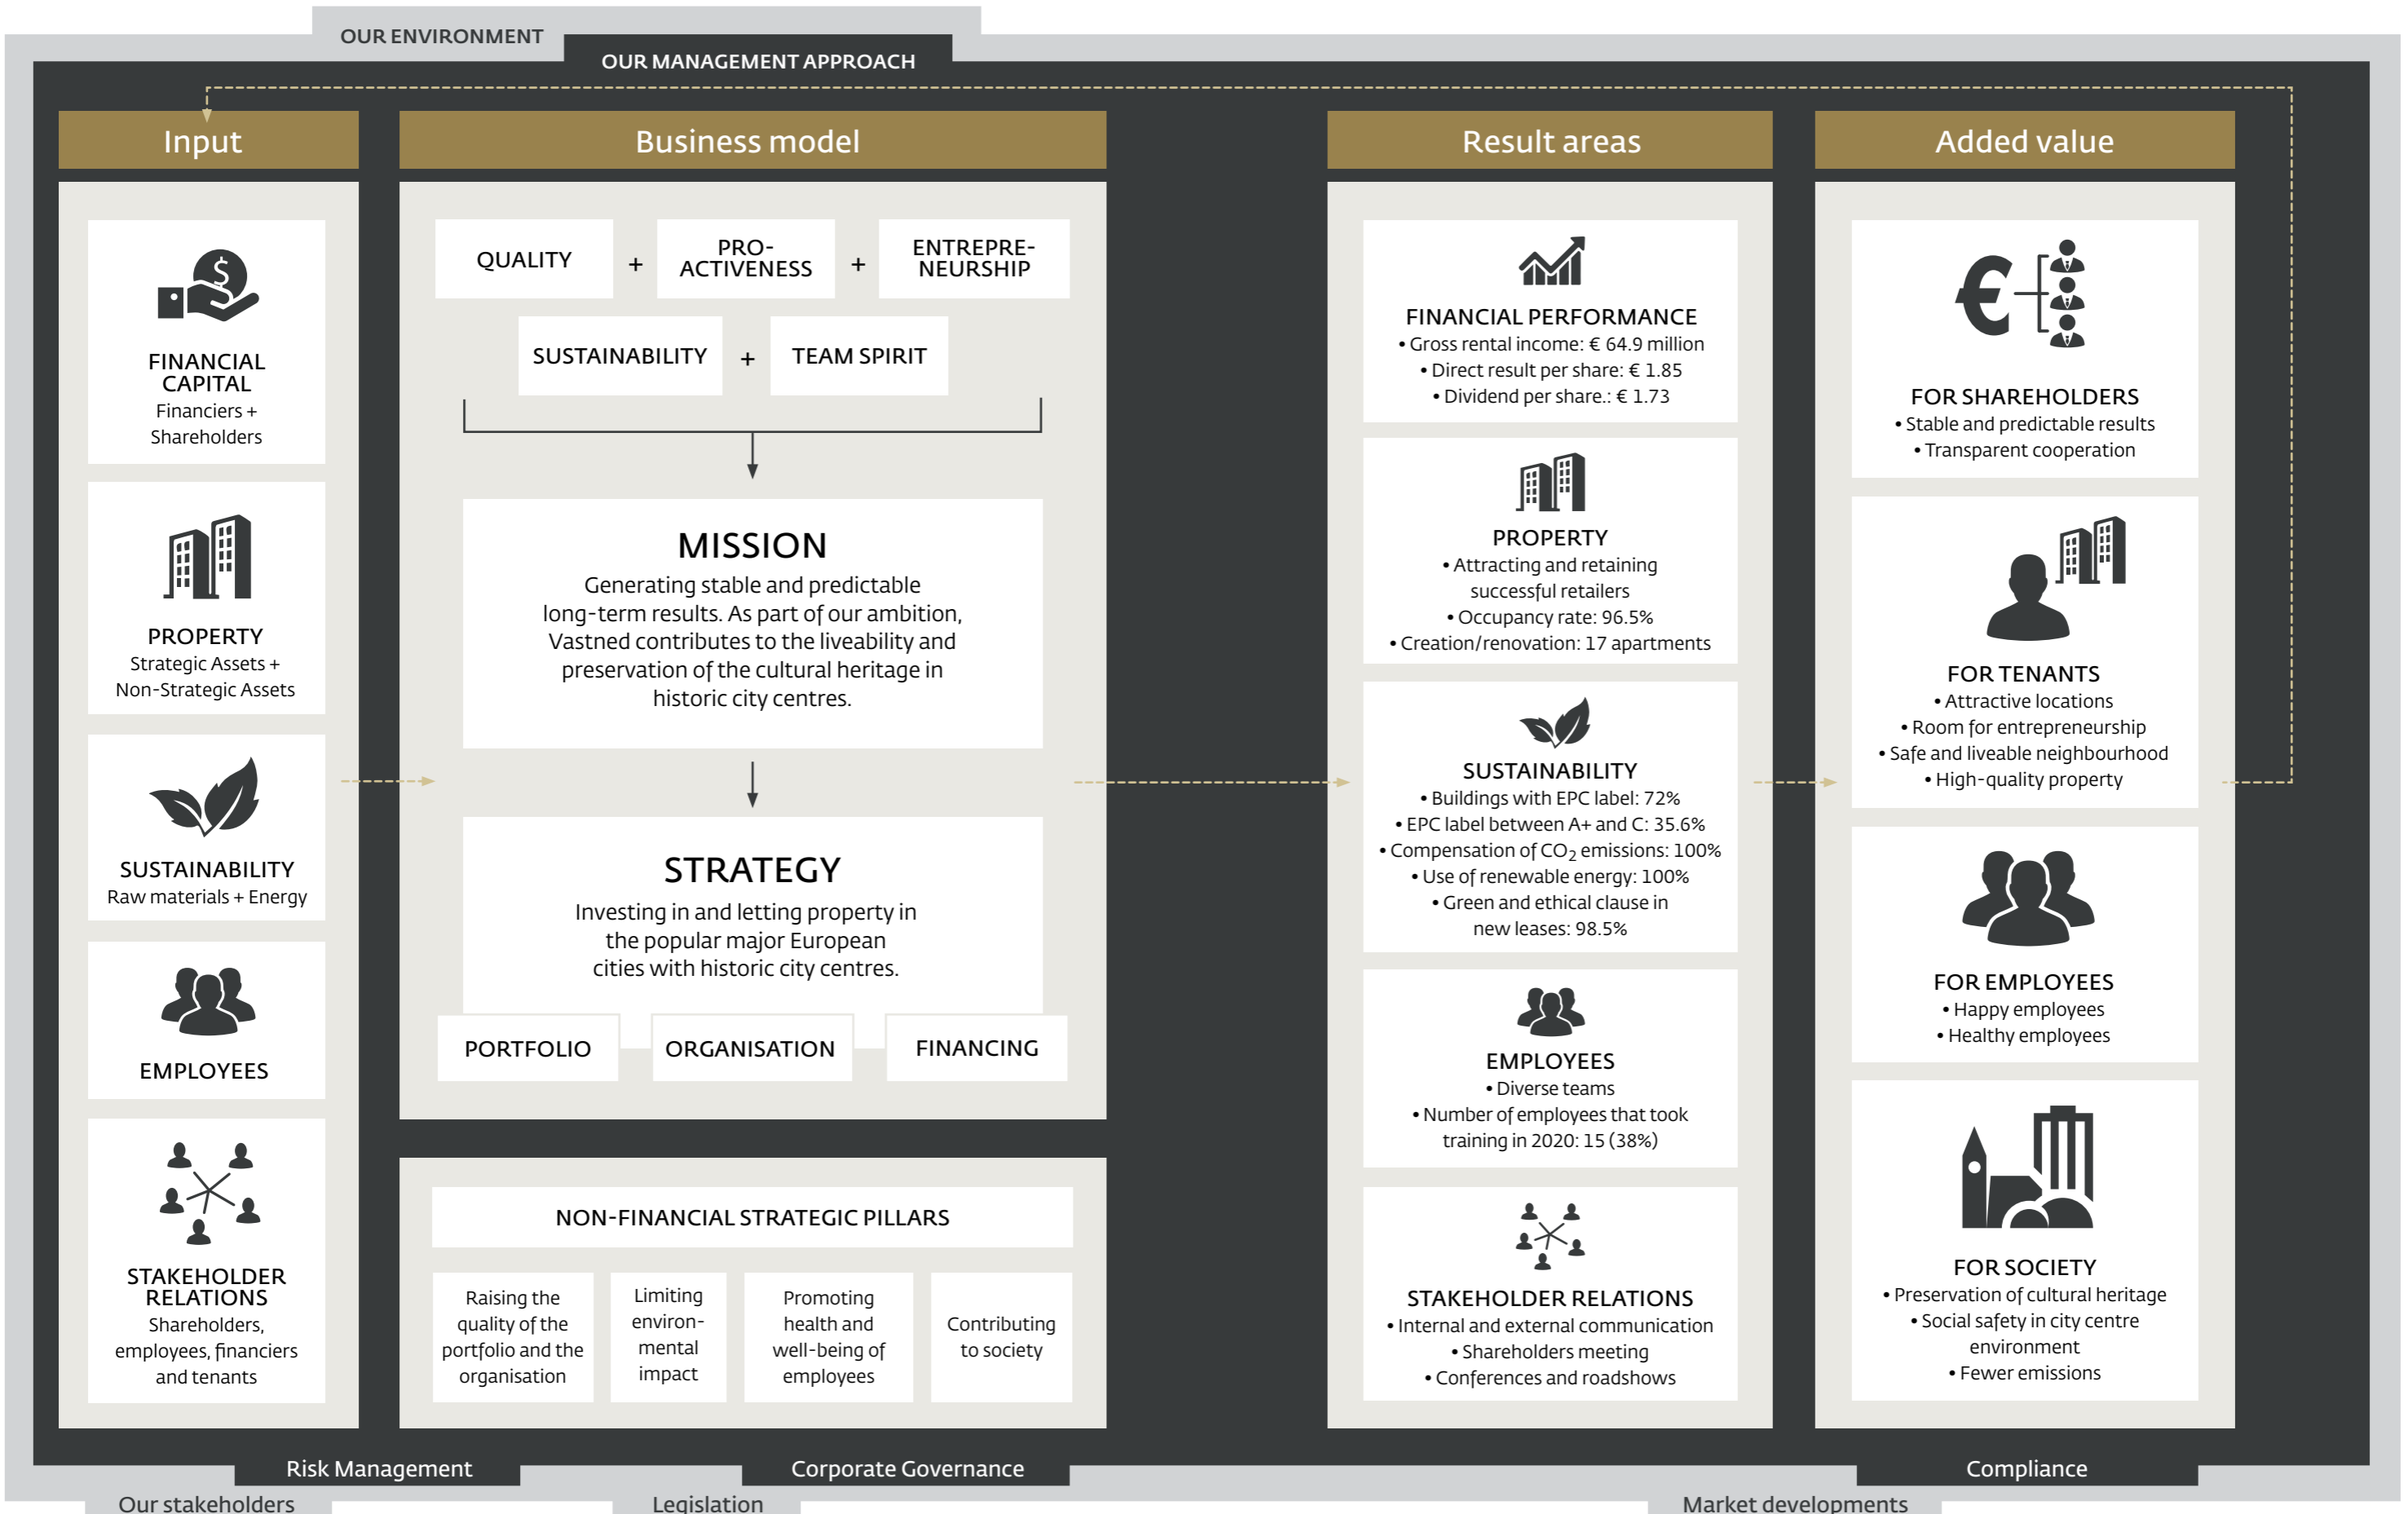 OUR ENVIRONMENT
OUR MANAGEMENT APPROACH
Input
FINANCIAL
CAPITAL
Financiers +
Shareholders
PROPERTY
Strategic Assets +
Non-Strategic Assets
SUSTAINABILITY
Raw materials + Energy
EMPLOYEES
STAKEHOLDER
RELATIONS
Shareholders,
employees, financiers
and tenants
Business model
QUALITY
+
PRO-
ACTIVENESS
+
ENTREPRE-
NEURSHIP
SUSTAINABILITY
+
TEAM SPIRIT
MISSION
Generating stable and predictable
long-term results. As part of our ambition,
Vastned contributes to the liveability and
preservation of the cultural heritage in
historic city centres.
STRATEGY
Investing in and letting property in
the popular major European
cities with historic city centres.
PORTFOLIO
ORGANISATION
FINANCING
NON-FINANCIAL STRATEGIC PILLARS
Raising the
quality of the
portfolio and the
organisation
Limiting
environ-
mental
impact
Promoting
health and
well-being of
employees
Contributing
to society
Result areas
FINANCIAL PERFORMANCE
• Gross rental income: € 64.9 million
• Direct result per share: € 1.85
• Dividend per share.: € 1.73
PROPERTY
• Attracting and retaining
successful retailers
• Occupancy rate: 96.5%
• Creation/renovation: 17 apartments
SUSTAINABILITY
• Buildings with EPC label: 72%
• EPC label between A+ and C: 35.6%
• Compensation of CO₂ emissions: 100%
• Use of renewable energy: 100%
• Green and ethical clause in
new leases: 98.5%
EMPLOYEES
• Diverse teams
• Number of employees that took
training in 2020: 15 (38%)
STAKEHOLDER RELATIONS
• Internal and external communication
• Shareholders meeting
• Conferences and roadshows
Added value
FOR SHAREHOLDERS
• Stable and predictable results
• Transparent cooperation
FOR TENANTS
• Attractive locations
• Room for entrepreneurship
• Safe and liveable neighbourhood
• High-quality property
FOR EMPLOYEES
• Happy employees
• Healthy employees
FOR SOCIETY
• Preservation of cultural heritage
• Social safety in city centre
environment
• Fewer emissions
Risk Management
Corporate Governance
Compliance
Our stakeholders
Legislation
Market developments